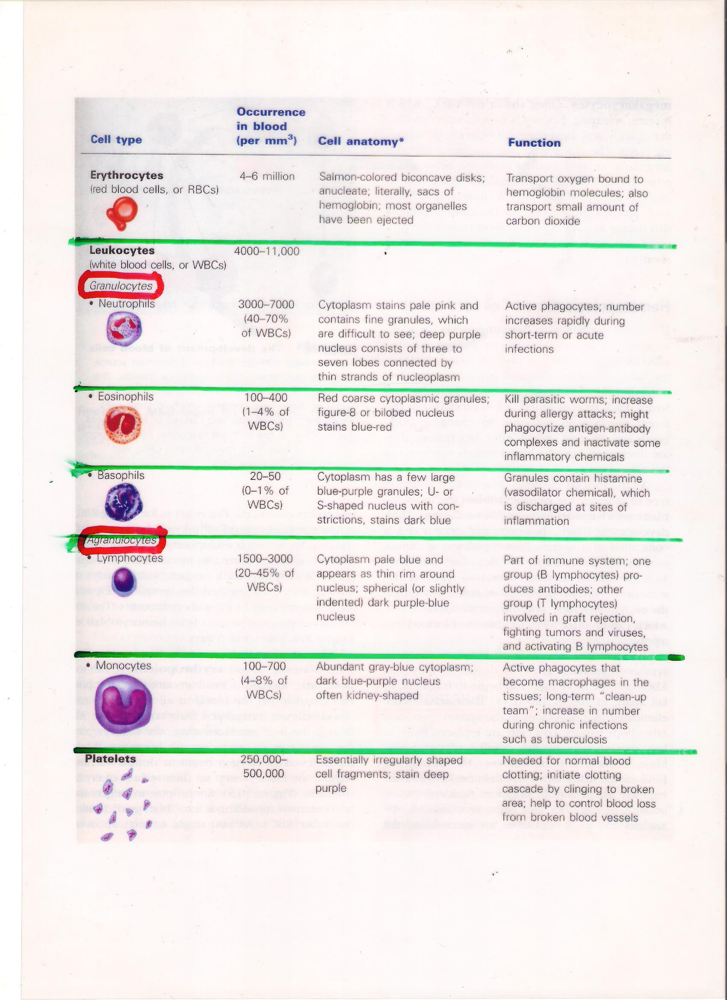 Cell type
Occurrence
in blood
(per mm³)
Cell anatomy*
Function
Erythrocytes
(red blood cells, or RBCs)
4–6 million
Salmon-colored biconcave disks;
anucleate; literally, sacs of
hemoglobin; most organelles
have been ejected
Transport oxygen bound to
hemoglobin molecules; also
transport small amount of
carbon dioxide
Leukocytes
(white blood cells, or WBCs)
4000–11,000
Granulocytes
• Neutrophils
3000–7000
(40–70%
of WBCs)
Cytoplasm stains pale pink and
contains fine granules, which
are difficult to see; deep purple
nucleus consists of three to
seven lobes connected by
thin strands of nucleoplasm
Active phagocytes; number
increases rapidly during
short-term or acute
infections
• Eosinophils
100–400
(1–4% of
WBCs)
Red coarse cytoplasmic granules;
figure-8 or bilobed nucleus
stains blue-red
Kill parasitic worms; increase
during allergy attacks; might
phagocytize antigen-antibody
complexes and inactivate some
inflammatory chemicals
• Basophils
20–50
(0–1% of
WBCs)
Cytoplasm has a few large
blue-purple granules; U- or
S-shaped nucleus with con-
strictions, stains dark blue
Granules contain histamine
(vasodilator chemical), which
is discharged at sites of
inflammation
Agranulocytes
• Lymphocytes
1500–3000
(20–45% of
WBCs)
Cytoplasm pale blue and
appears as thin rim around
nucleus; spherical (or slightly
indented) dark purple-blue
nucleus
Part of immune system; one
group (B lymphocytes) pro-
duces antibodies; other
group (T lymphocytes)
involved in graft rejection,
fighting tumors and viruses,
and activating B lymphocytes
• Monocytes
100–700
(4–8% of
WBCs)
Abundant gray-blue cytoplasm;
dark blue-purple nucleus
often kidney-shaped
Active phagocytes that
become macrophages in the
tissues; long-term "clean-up
team"; increase in number
during chronic infections
such as tuberculosis
Platelets
250,000–
500,000
Essentially irregularly shaped
cell fragments; stain deep
purple
Needed for normal blood
clotting; initiate clotting
cascade by clinging to broken
area; help to control blood loss
from broken blood vessels